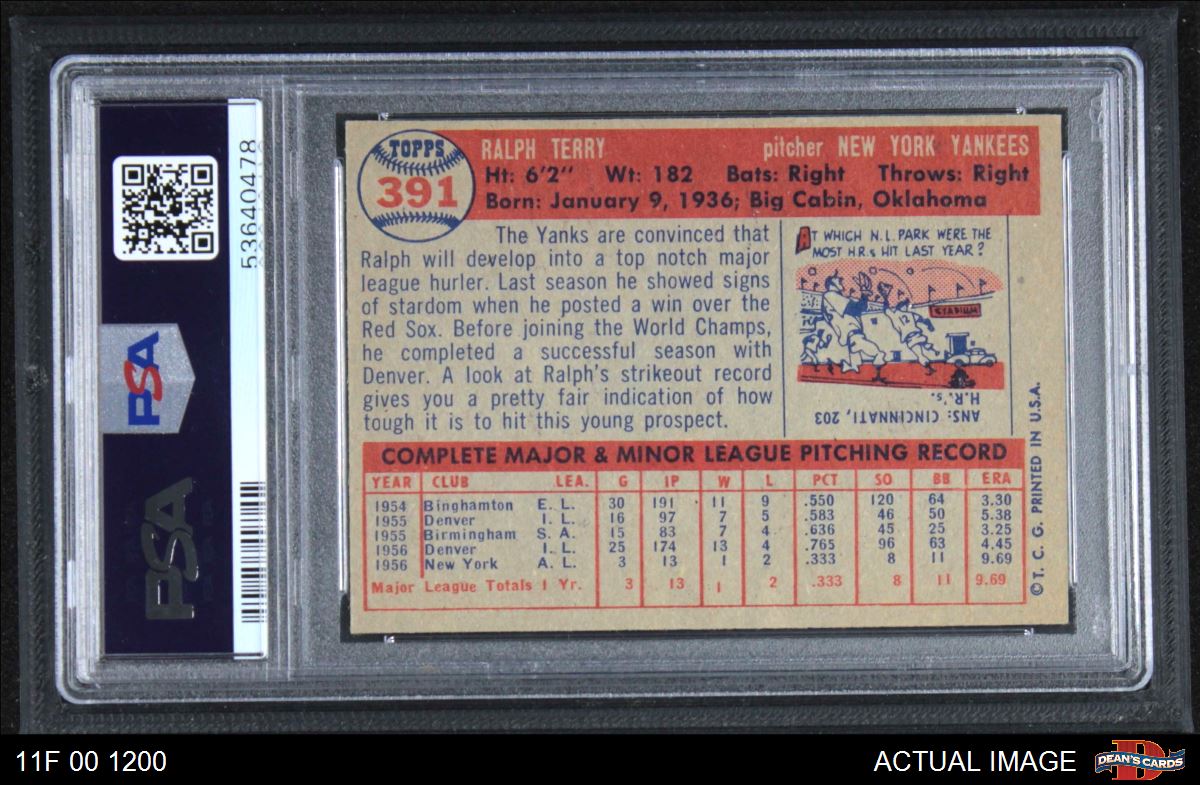 53640478
PSA
PSA
TOPPS
391
RALPH TERRY pitcher NEW YORK YANKEES
Ht: 6'2" Wt: 182 Bats: Right Throws: Right
Born: January 9, 1936; Big Cabin, Oklahoma
The Yanks are convinced that
Ralph will develop into a top notch major
league hurler. Last season he showed signs
of stardom when he posted a win over the
Red Sox. Before joining the World Champs,
he completed a successful season with
Denver. A look at Ralph's strikeout record
gives you a pretty fair indication of how
tough it is to hit this young prospect.
AT WHICH N.L. PARK WERE THE
MOST H.R.s HIT LAST YEAR?
STADIUM
12
ANS: CINCINNATI, 203
H.R.'s.
COMPLETE MAJOR & MINOR LEAGUE PITCHING RECORD
YEAR CLUB LEA. G IP W L PCT SO BB ERA
1954 Binghamton E. L. 30 191 11 9 .550 120 64 3.30
1955 Denver I. L. 16 97 7 5 .583 46 50 5.38
1955 Birmingham S. A. 15 83 7 4 .636 45 25 3.25
1956 Denver I. L. 25 174 13 4 .765 96 63 4.45
1956 New York A. L. 3 13 1 2 .333 8 11 9.69
Major League Totals 1 Yr. 3 13 1 2 .333 8 11 9.69
© T. C. G. PRINTED IN U.S.A.
11F 00 1200
ACTUAL IMAGE
D
DEAN'S CARDS